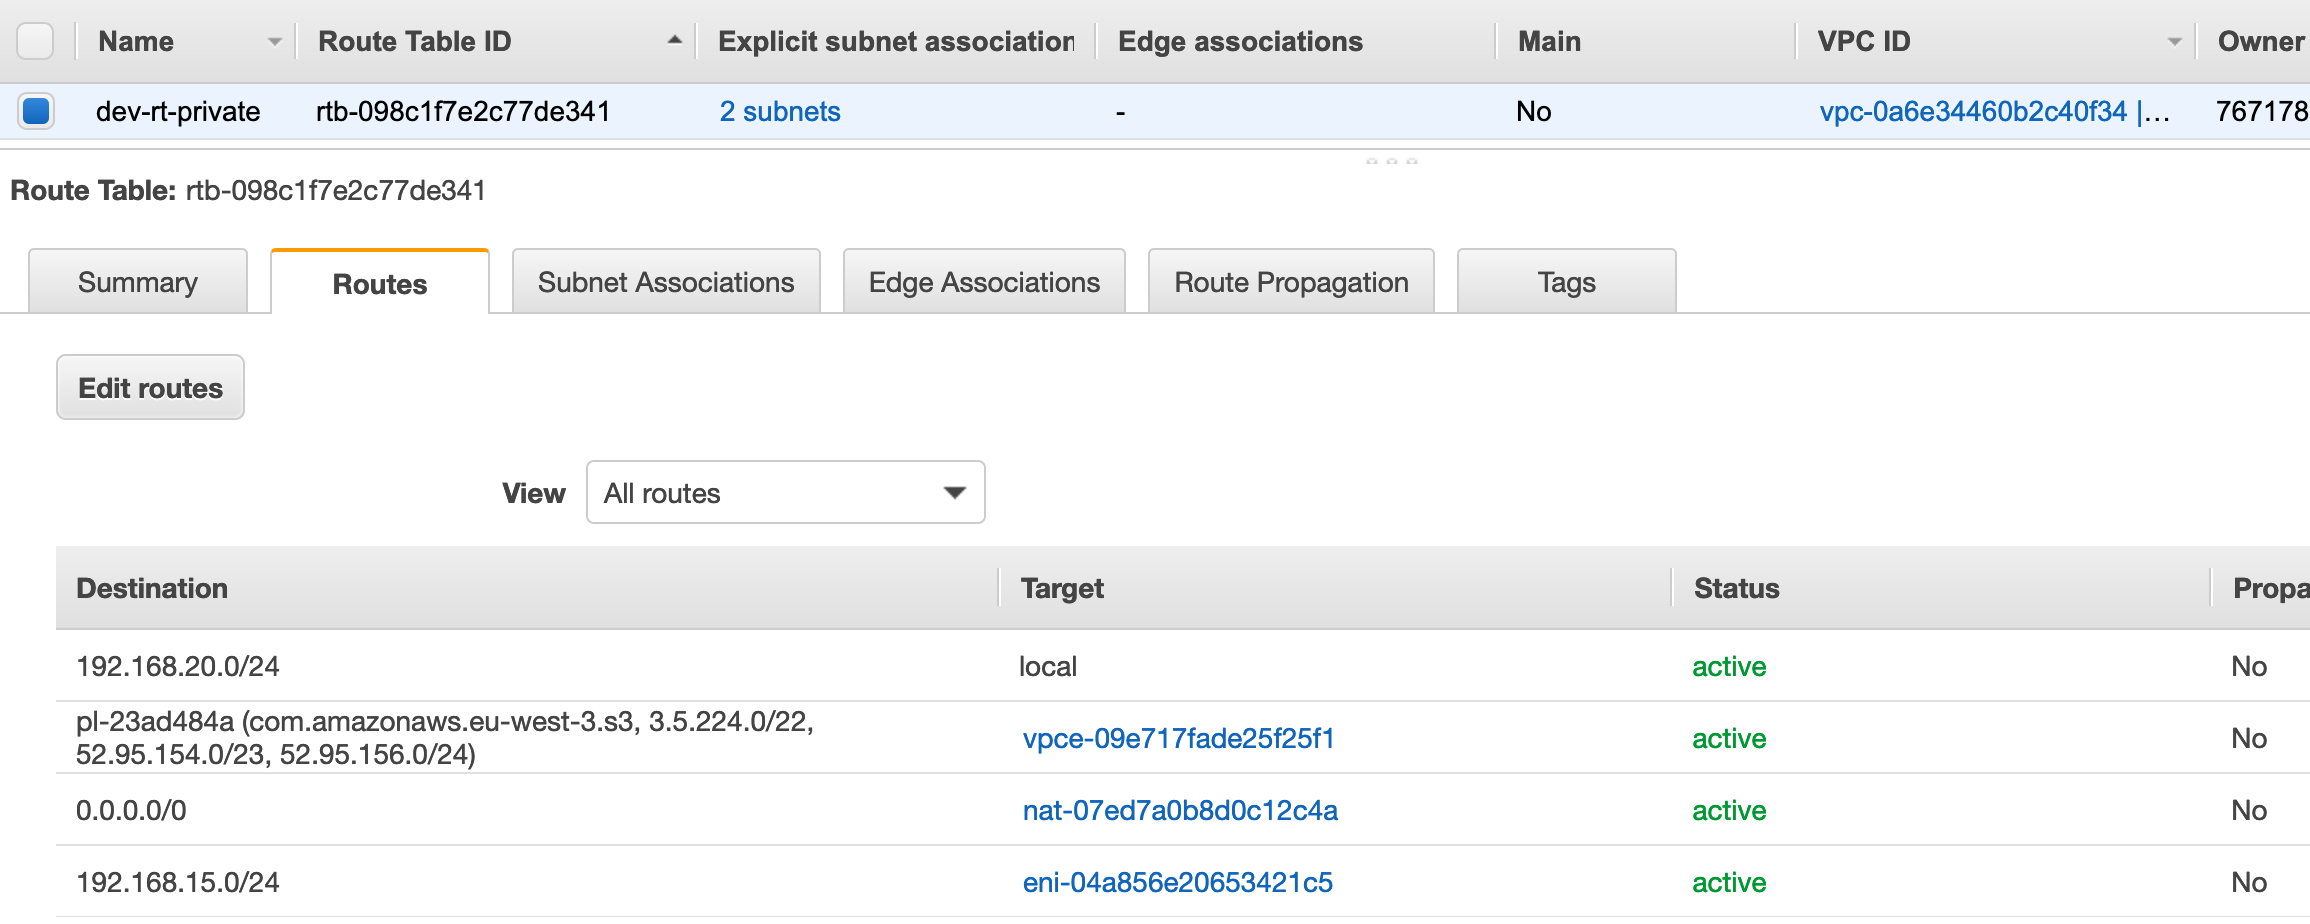 Name Route Table ID Explicit subnet association Edge associations Main VPC ID Owner
dev-rt-private rtb-098c1f7e2c77de341 2 subnets - No vpc-0a6e34460b2c40f34 |... 767178
Route Table: rtb-098c1f7e2c77de341
Summary Routes Subnet Associations Edge Associations Route Propagation Tags
Edit routes
View All routes
Destination Target Status Propa
192.168.20.0/24 local active No
pl-23ad484a (com.amazonaws.eu-west-3.s3, 3.5.224.0/22,
52.95.154.0/23, 52.95.156.0/24) vpce-09e717fade25f25f1 active No
0.0.0.0/0 nat-07ed7a0b8d0c12c4a active No
192.168.15.0/24 eni-04a856e20653421c5 active No